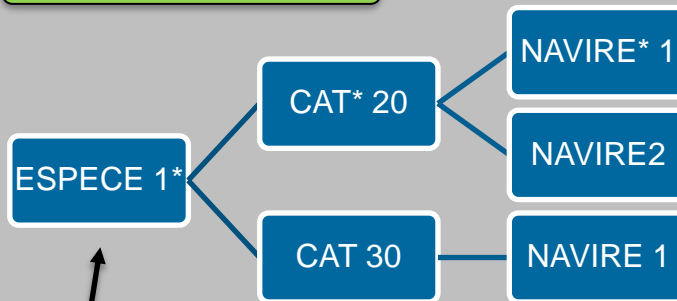 ESPECE 1*
CAT* 20
NAVIRE* 1
NAVIRE2
CAT 30
NAVIRE 1